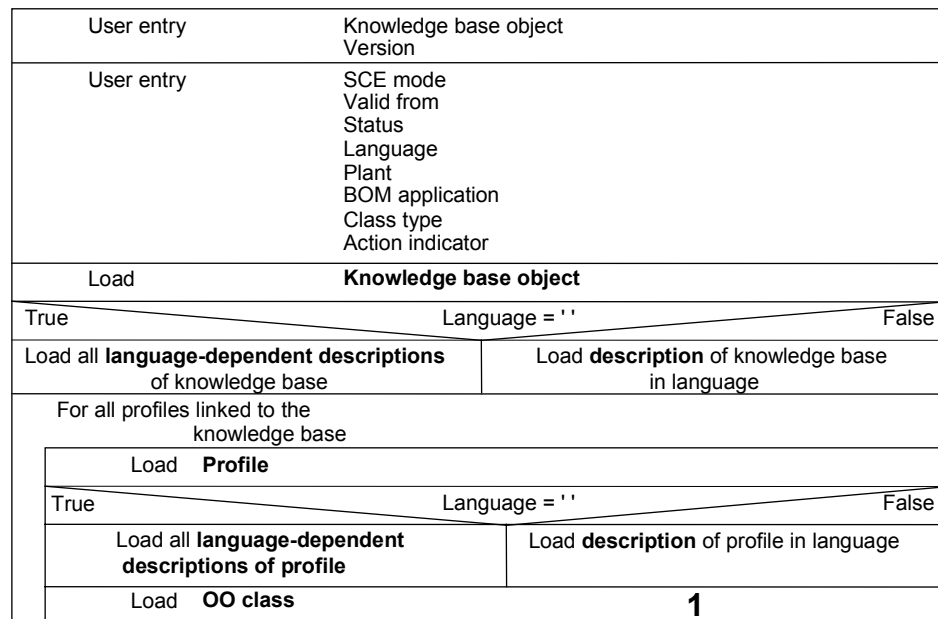 User entry Knowledge base object
Version
User entry SCE mode
Valid from
Status
Language
Plant
BOM application
Class type
Action indicator
Load Knowledge base object
True Language = ' ' False
Load all language-dependent descriptions
of knowledge base
Load description of knowledge base
in language
For all profiles linked to the
knowledge base
Load Profile
True Language = ' ' False
Load all language-dependent
descriptions of profile
Load description of profile in language
Load OO class 1